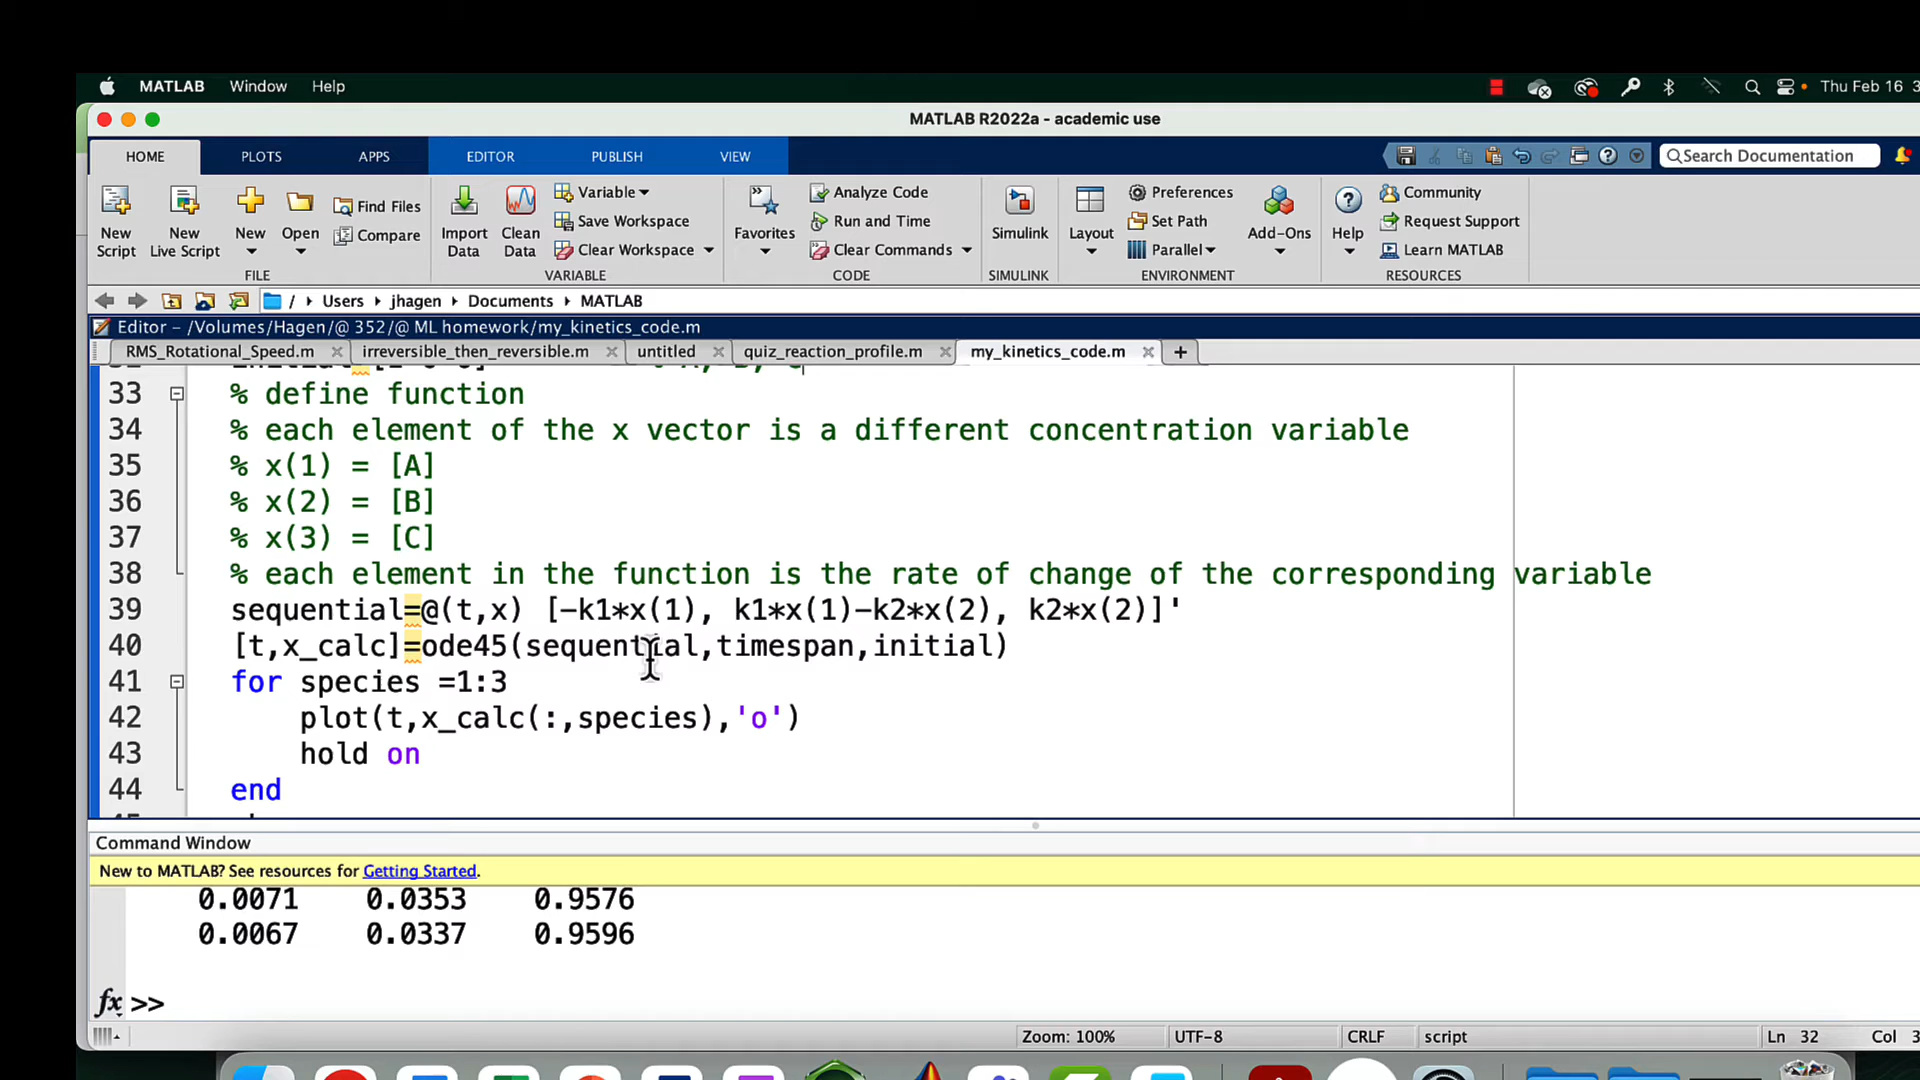 MATLAB Window Help Thu Feb 16 3
MATLAB R2022a - academic use
HOME PLOTS APPS EDITOR PUBLISH VIEW Search Documentation
New Script
New Live Script
New
Open
Find Files
Compare
FILE
Import Data
Clean Data
Variable
Save Workspace
Clear Workspace
VARIABLE
Favorites
Analyze Code
Run and Time
Clear Commands
CODE
Simulink
SIMULINK
Layout
Preferences
Set Path
Parallel
Add-Ons
ENVIRONMENT
Help
Community
Request Support
Learn MATLAB
RESOURCES
/ Users jhagen Documents MATLAB
Editor – /Volumes/Hagen/@ 352/@ ML homework/my_kinetics_code.m
RMS_Rotational_Speed.m irreversible_then_reversible.m untitled quiz_reaction_profile.m my_kinetics_code.m +
33 % define function
34 % each element of the x vector is a different concentration variable
35 % x(1) = [A]
36 % x(2) = [B]
37 % x(3) = [C]
38 % each element in the function is the rate of change of the corresponding variable
39 sequential=@(t,x) [-k1*x(1), k1*x(1)-k2*x(2), k2*x(2)]'
40 [t,x_calc]=ode45(sequential,timespan,initial)
41 for species =1:3
42 plot(t,x_calc(:,species),'o')
43 hold on
44 end
Command Window
New to MATLAB? See resources for Getting Started.
0.0071 0.0353 0.9576
0.0067 0.0337 0.9596
fx >>
Zoom: 100% UTF-8 CRLF script Ln 32 Col 3